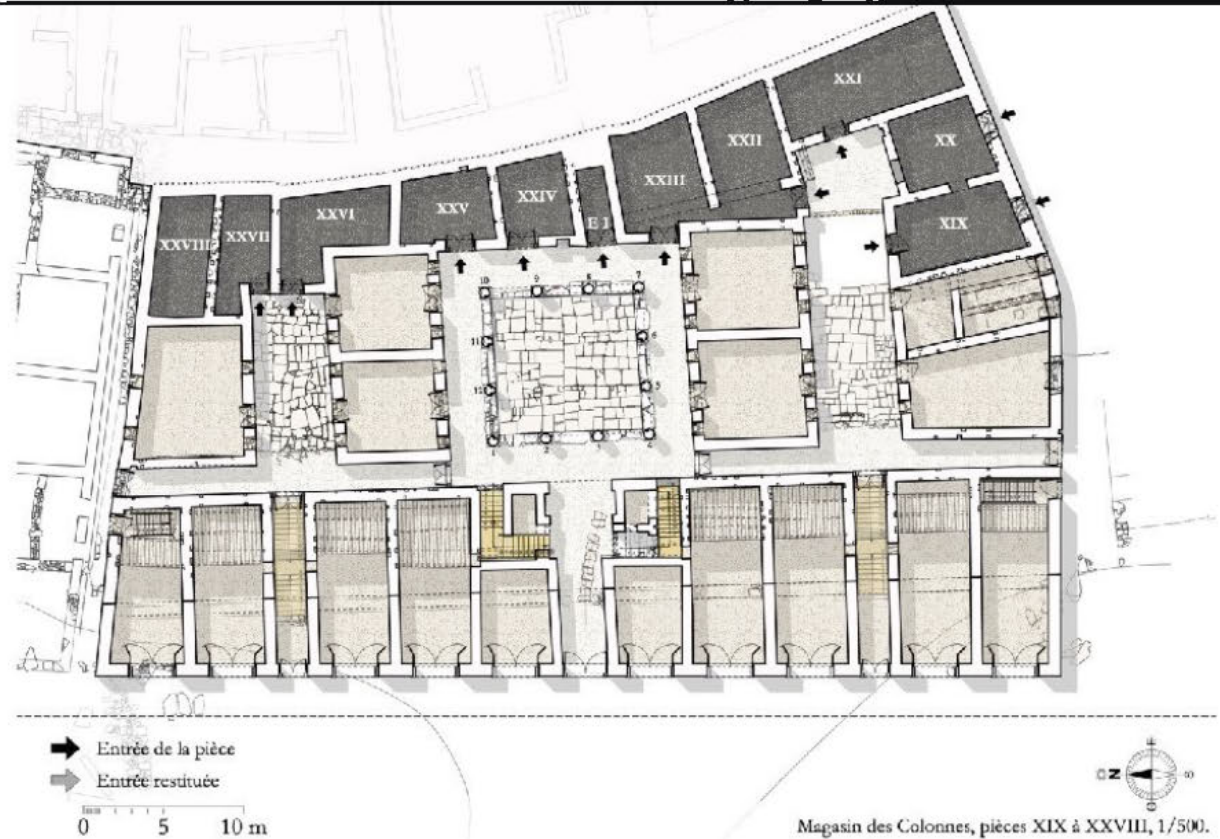 XXI
XX
XXII
XIX
XXIII
XXIV
E 1
XXV
XXVI
XXVII
XXVIII
10 9 8 7
11 6
12 5
1 2 3 4
Entrée de la pièce
Entrée restituée
0 5 10 m
N
Magasin des Colonnes, pièces XIX à XXVIII, 1/500.